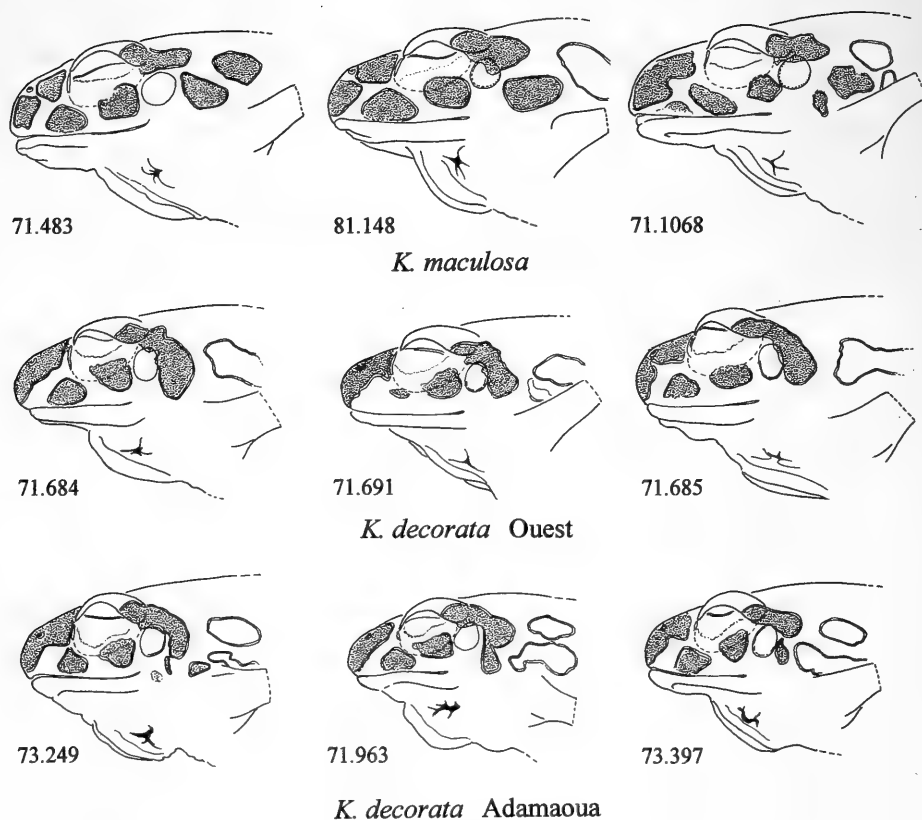 71.483 81.148 71.1068
K. maculosa
71.684 71.691 71.685
K. decorata Ouest
73.249 71.963 73.397
K. decorata Adamaoua